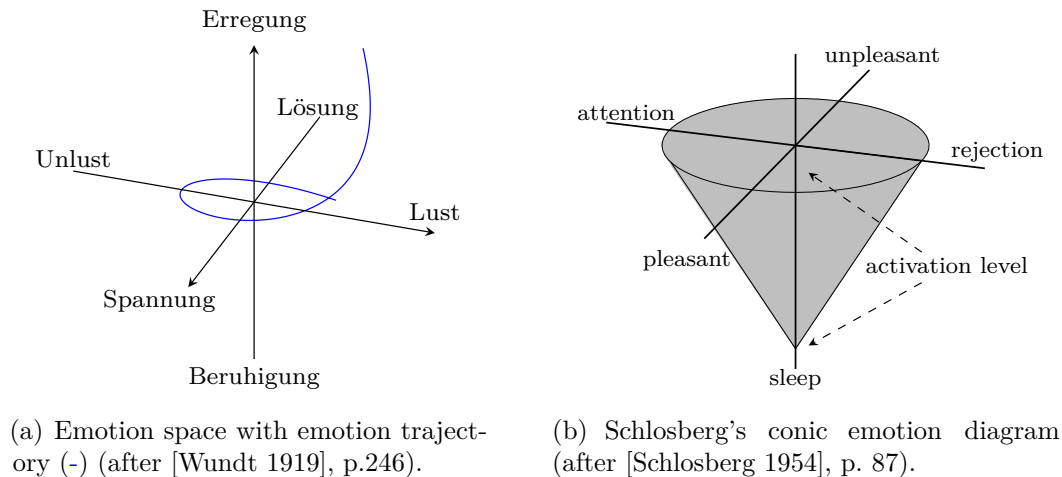 Erregung
Lösung
Unlust
Lust
Spannung
Beruhigung
(a) Emotion space with emotion traject-
ory (-) (after [Wundt 1919], p.246).
unpleasant
attention
rejection
pleasant
activation level
sleep
(b) Schlosberg's conic emotion diagram
(after [Schlosberg 1954], p. 87).